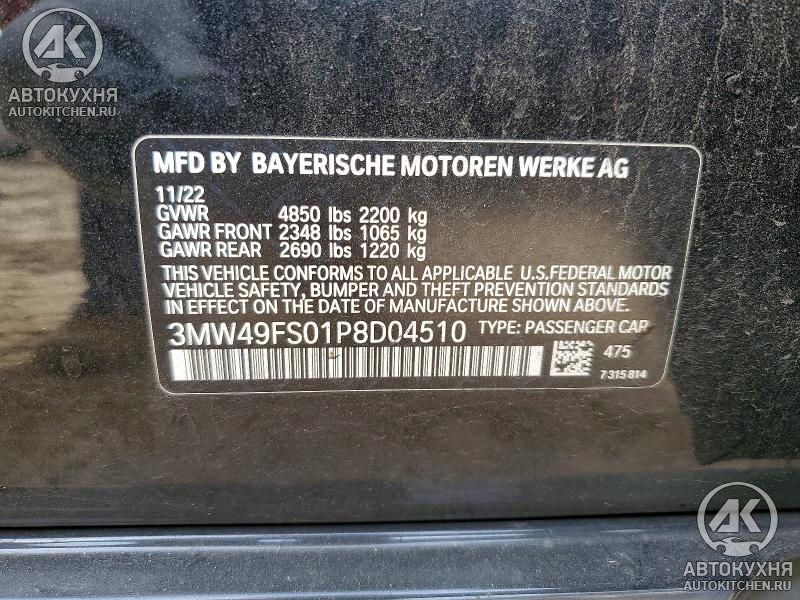 AK
АВТОКУХНЯ
AUTOKITCHEN.RU
MFD BY BAYERISCHE MOTOREN WERKE AG
11/22
GVWR 4850 lbs 2200 kg
GAWR FRONT 2348 lbs 1065 kg
GAWR REAR 2690 lbs 1220 kg
THIS VEHICLE CONFORMS TO ALL APPLICABLE U.S.FEDERAL MOTOR
VEHICLE SAFETY, BUMPER AND THEFT PREVENTION STANDARDS
IN EFFECT ON THE DATE OF MANUFACTURE SHOWN ABOVE.
3MW49FS01P8D04510 TYPE: PASSENGER CAR
475
7315814
AK
АВТОКУХНЯ
AUTOKITCHEN.RU